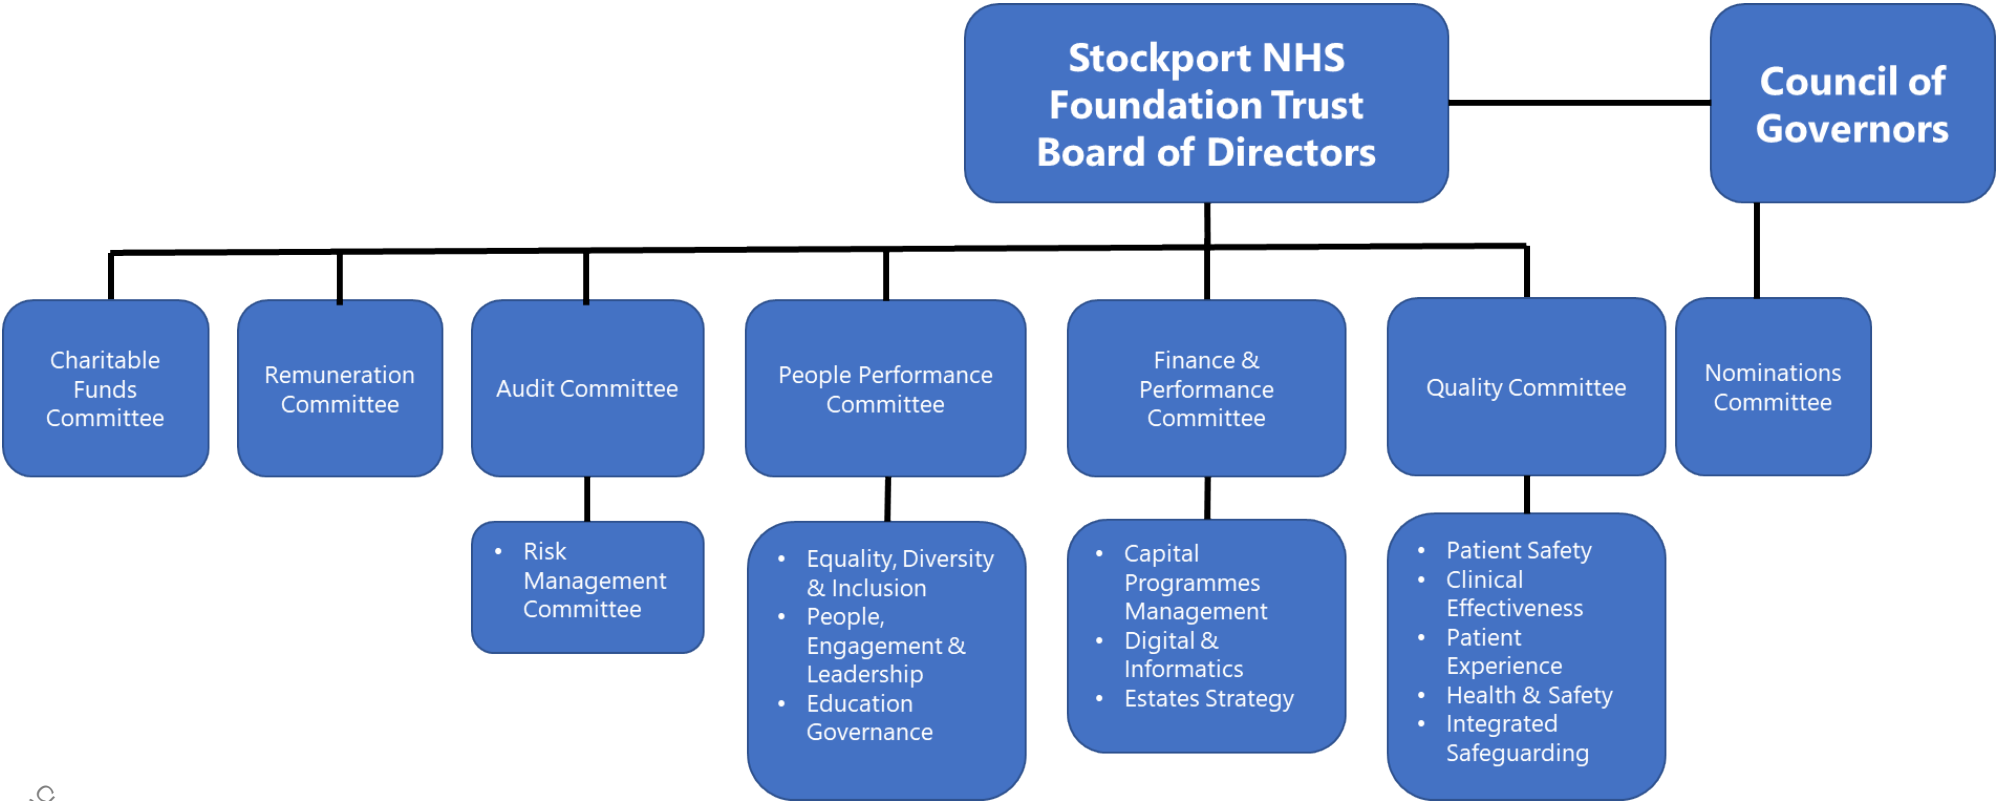 Stockport NHS
Foundation Trust
Board of Directors
Council of
Governors
Charitable
Funds
Committee
Remuneration
Committee
Audit Committee
People Performance
Committee
Finance &
Performance
Committee
Quality Committee
Nominations
Committee
• Risk
Management
Committee
• Equality, Diversity
& Inclusion
• People,
Engagement &
Leadership
• Education
Governance
• Capital
Programmes
Management
• Digital &
Informatics
• Estates Strategy
• Patient Safety
• Clinical
Effectiveness
• Patient
Experience
• Health & Safety
• Integrated
Safeguarding